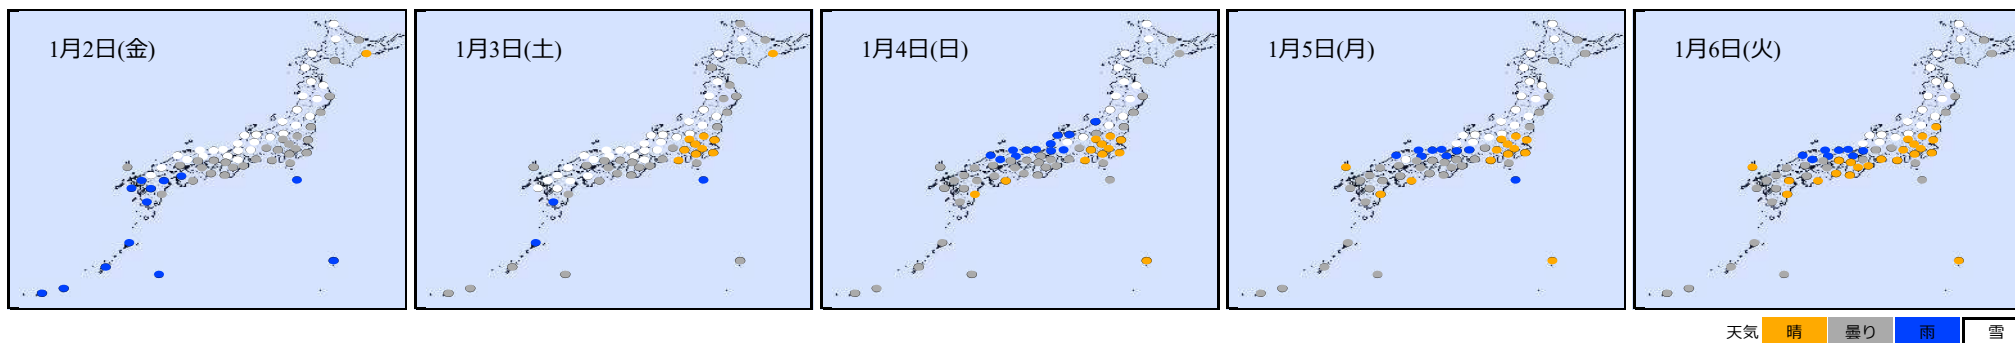 1月2日(金)
1月3日(土)
1月4日(日)
1月5日(月)
1月6日(火)
天気 晴 曇り 雨 雪